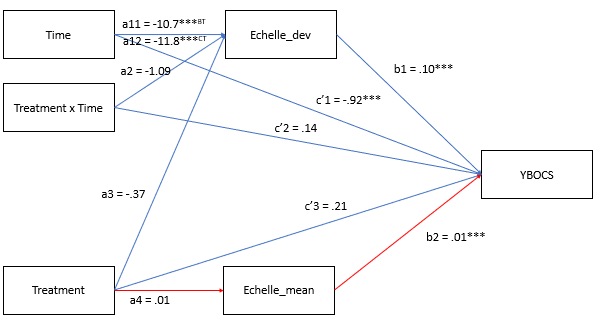 a11 = -10.7***BT
Time
a12 = -11.8***CT
Echelle_dev
a2 = -1.09
b1 = .10***
Treatment x Time
c'1 = -.92***
c'2 = .14
YBOCS
a3 = -.37
c'3 = .21
b2 = .01***
Treatment
Echelle_mean
a4 = .01